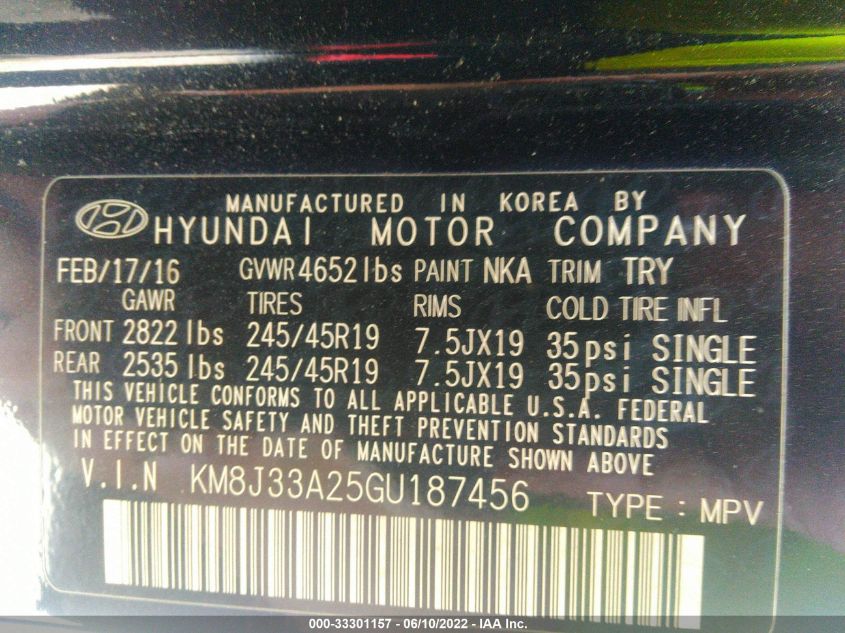 MANUFACTURED IN KOREA BY
HYUNDAI MOTOR COMPANY
FEB/17/16 GVWR 4652 lbs PAINT NKA TRIM TRY
GAWR TIRES RIMS COLD TIRE INFL
FRONT 2822 lbs 245/45R19 7.5JX19 35psi SINGLE
REAR 2535 lbs 245/45R19 7.5JX19 35psi SINGLE
THIS VEHICLE CONFORMS TO ALL APPLICABLE U.S.A. FEDERAL
MOTOR VEHICLE SAFETY AND THEFT PREVENTION STANDARDS
IN EFFECT ON THE DATE OF MANUFACTURE SHOWN ABOVE
V.I.N KM8J33A25GU187456 TYPE : MPV
000-33301157 - 06/10/2022 - IAA Inc.